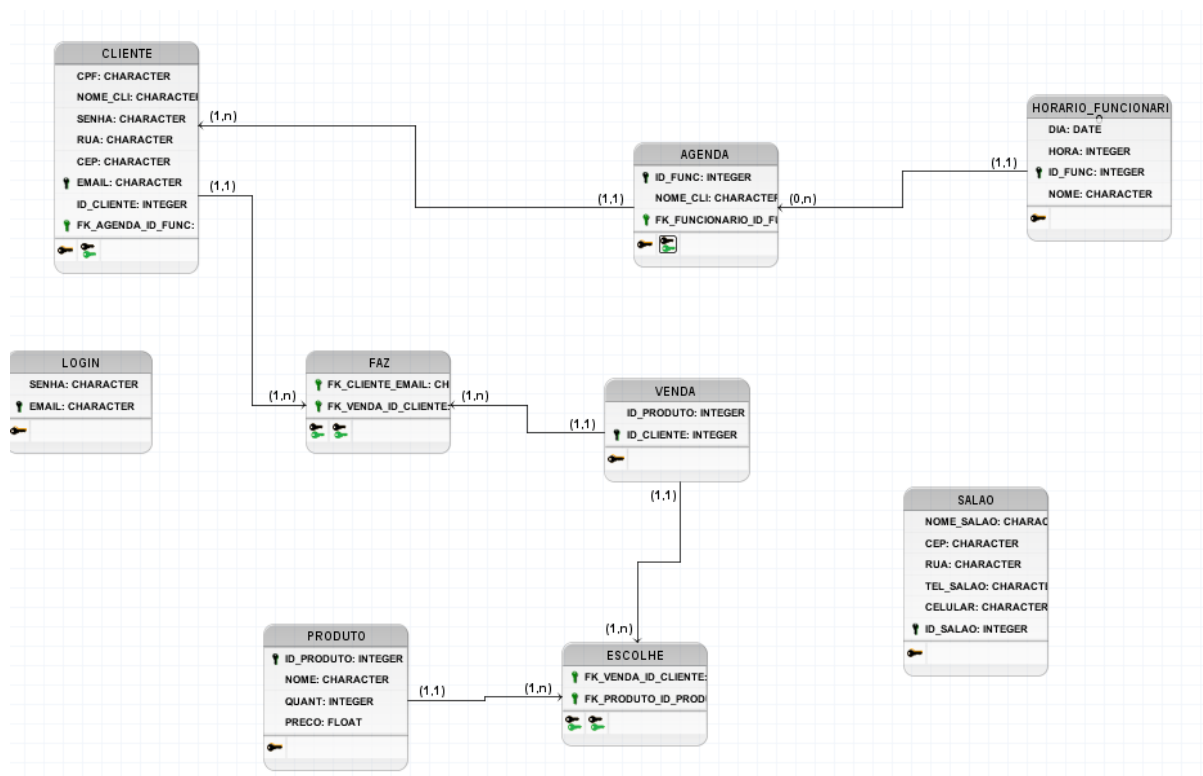 CLIENTE
CPF: CHARACTER
NOME_CLI: CHARACTEI
SENHA: CHARACTER
RUA: CHARACTER
CEP: CHARACTER
EMAIL: CHARACTER
ID_CLIENTE: INTEGER
FK_AGENDA_ID_FUNC:
(1,n)
(1,1)
(1,1)
AGENDA
ID_FUNC: INTEGER
NOME_CLI: CHARACTEF
FK_FUNCIONARIO_ID_FI
(0,n)
(1,1)
HORARIO_FUNCIONARI
DIA: DATE
HORA: INTEGER
ID_FUNC: INTEGER
NOME: CHARACTER
LOGIN
SENHA: CHARACTER
EMAIL: CHARACTER
(1,n)
FAZ
FK_CLIENTE_EMAIL: CH
FK_VENDA_ID_CLIENTE:
(1,n)
(1,1)
VENDA
ID_PRODUTO: INTEGER
ID_CLIENTE: INTEGER
(1,1)
SALAO
NOME_SALAO: CHARAC
CEP: CHARACTER
RUA: CHARACTER
TEL_SALAO: CHARACTI
CELULAR: CHARACTER
ID_SALAO: INTEGER
PRODUTO
ID_PRODUTO: INTEGER
NOME: CHARACTER
QUANT: INTEGER
PRECO: FLOAT
(1,1)
(1,n)
(1,n)
ESCOLHE
FK_VENDA_ID_CLIENTE:
FK_PRODUTO_ID_PROD